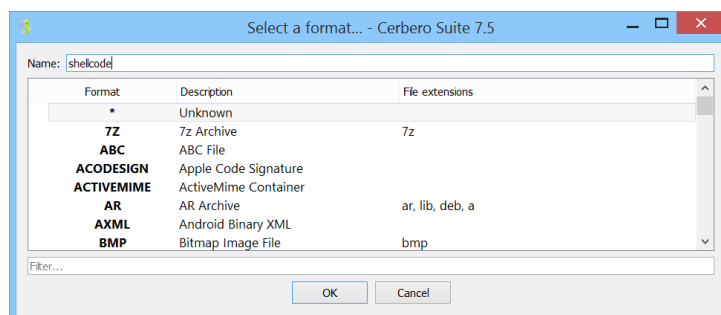 Select a format... - Cerbero Suite 7.5
Name: shellcode
Format Description File extensions
* Unknown
7Z 7z Archive 7z
ABC ABC File
ACODESIGN Apple Code Signature
ACTIVEMIME ActiveMime Container
AR AR Archive ar, lib, deb, a
AXML Android Binary XML
BMP Bitmap Image File bmp
Filter...
OK Cancel